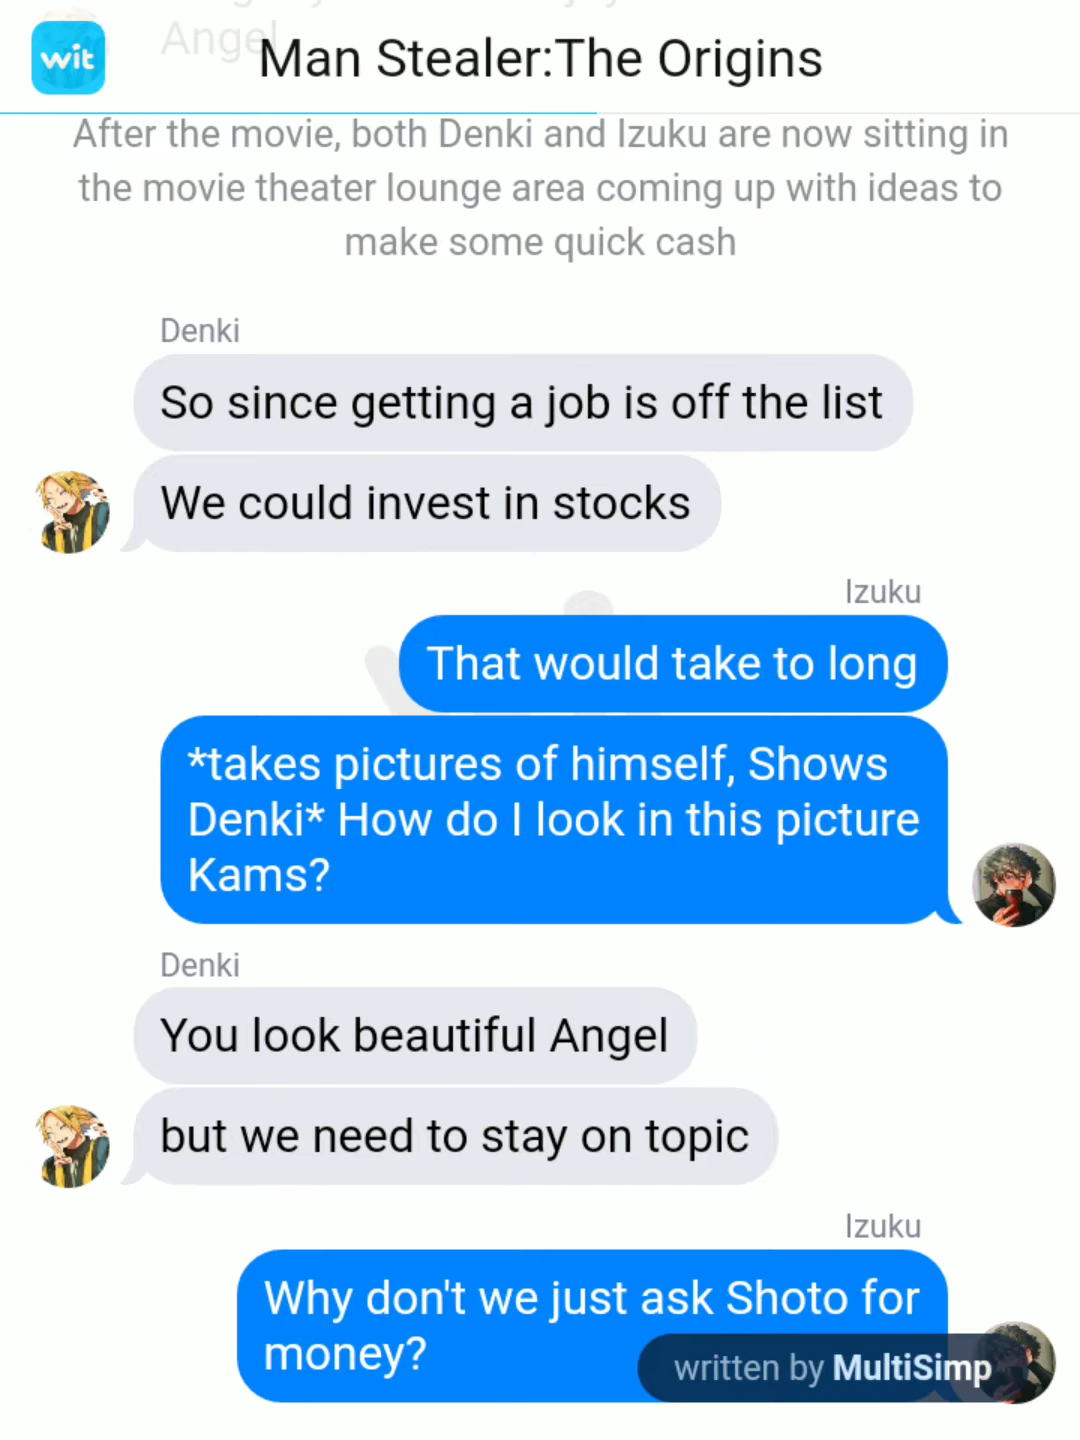 wit
Angel
Man Stealer:The Origins
After the movie, both Denki and Izuku are now sitting in
the movie theater lounge area coming up with ideas to
make some quick cash
Denki
So since getting a job is off the list
We could invest in stocks
Izuku
That would take to long
*takes pictures of himself, Shows
Denki* How do I look in this picture
Kams?
Denki
You look beautiful Angel
but we need to stay on topic
Izuku
Why don't we just ask Shoto for
money?
written by MultiSimp